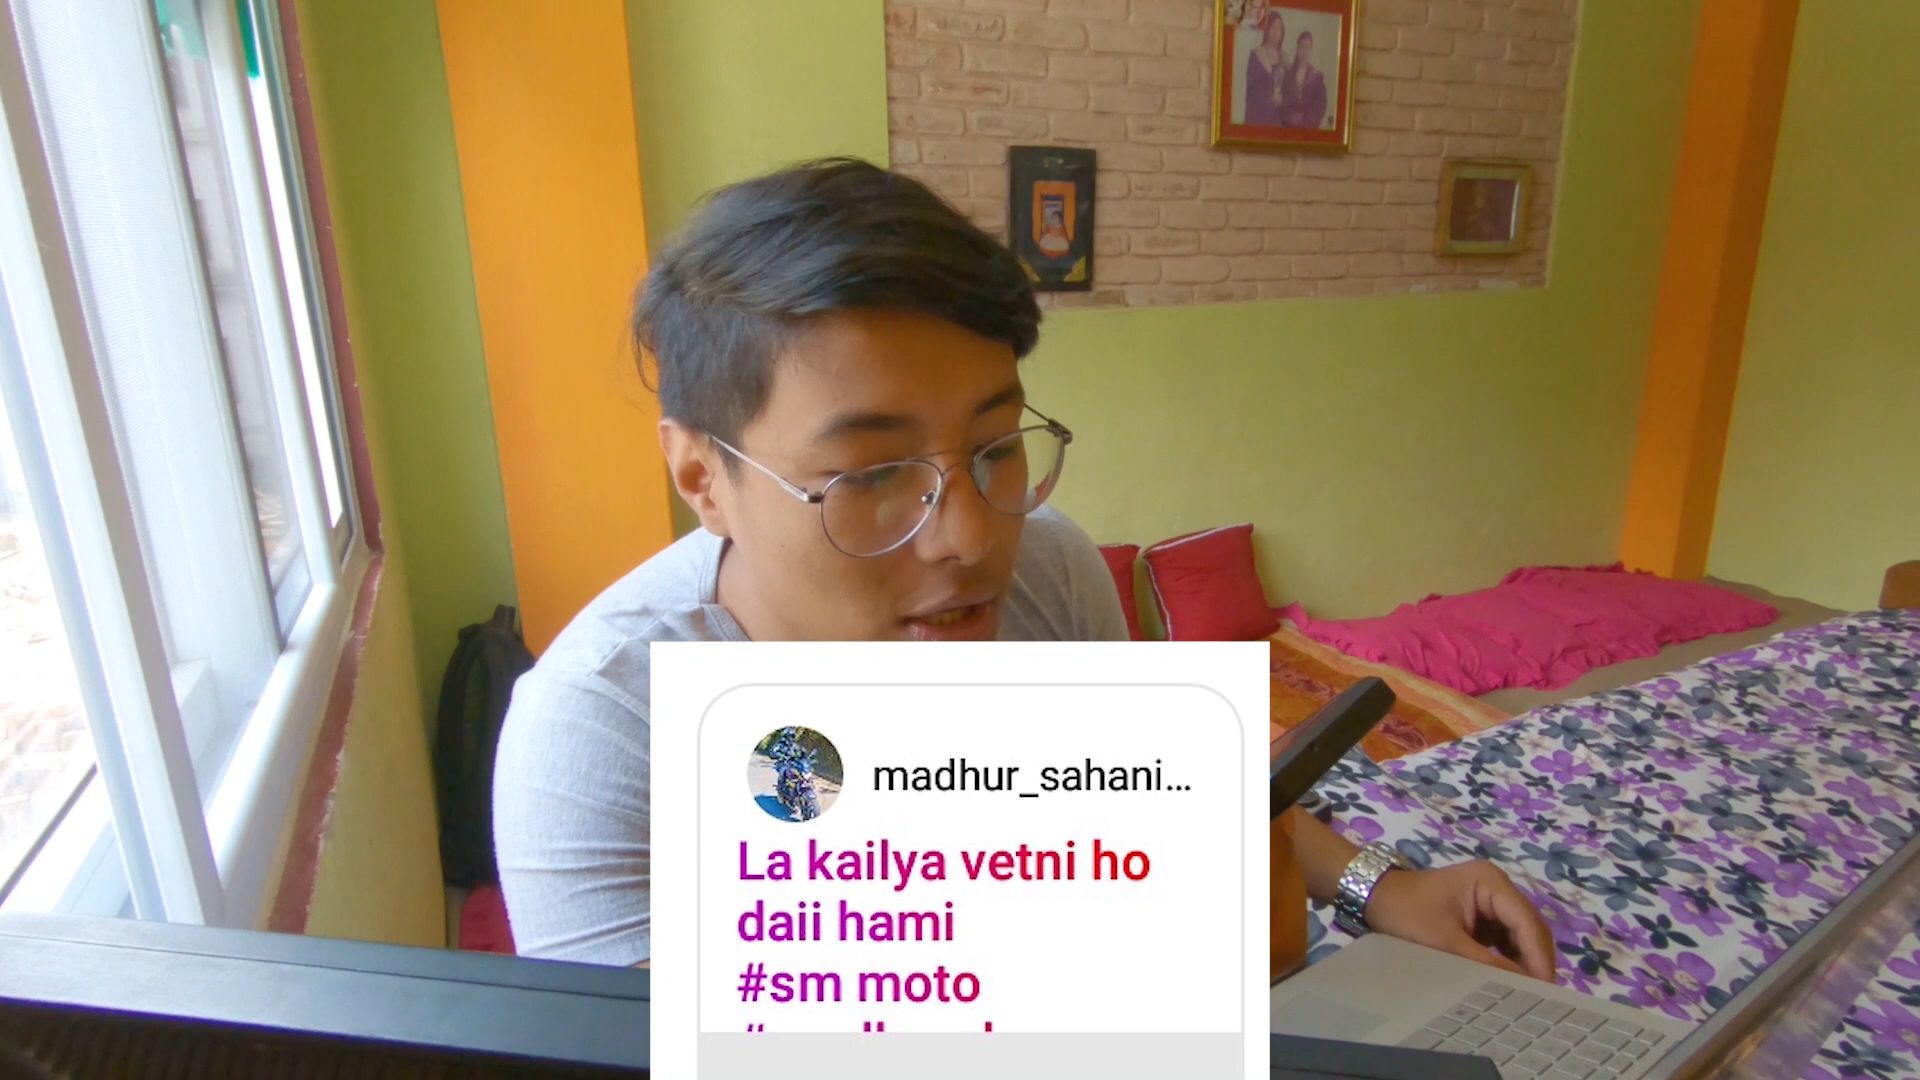 madhur_sahani...
La kailya vetni ho
daii hami
#sm moto